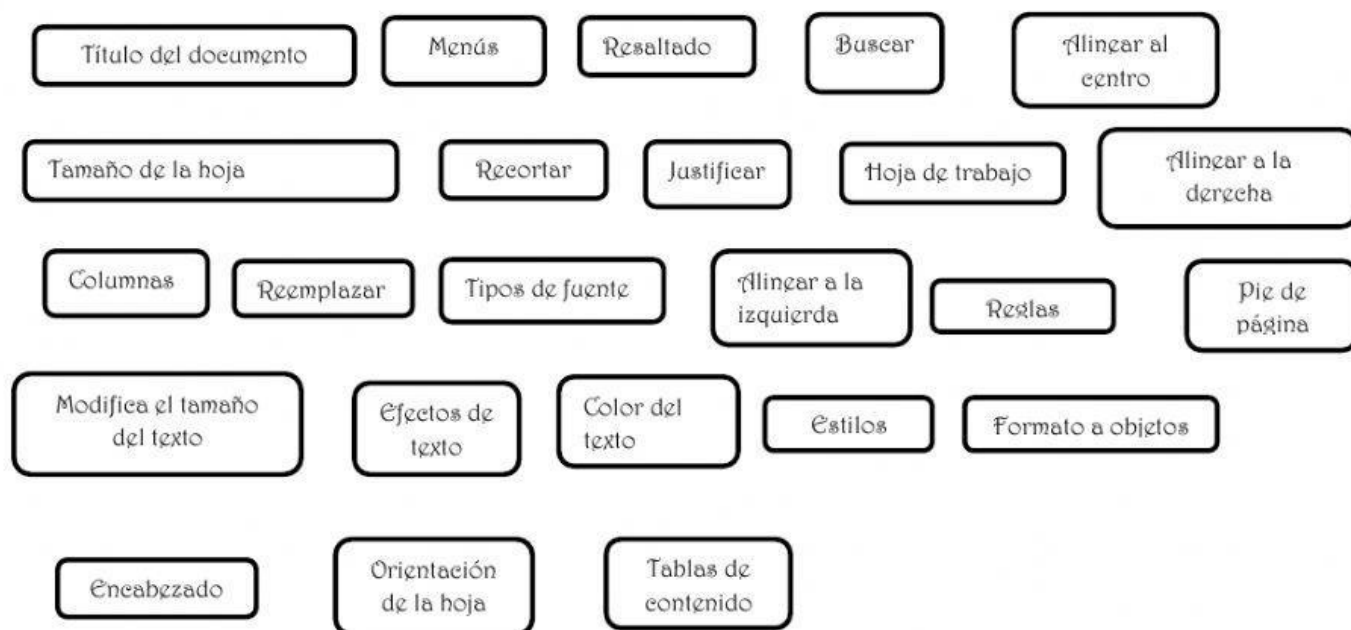 Título del documento
Menús
Resaltado
Buscar
Alinear al
centro
Tamaño de la hoja
Recortar
Justificar
Hoja de trabajo
Alinear a la
derecha
Columnas
Reemplazar
Tipos de fuente
Alinear a la
izquierda
Reglas
Pie de
página
Modifica el tamaño
del texto
Efectos de
texto
Color del
texto
Estilos
Formato a objetos
Encabezado
Orientación
de la hoja
Tablas de
contenido